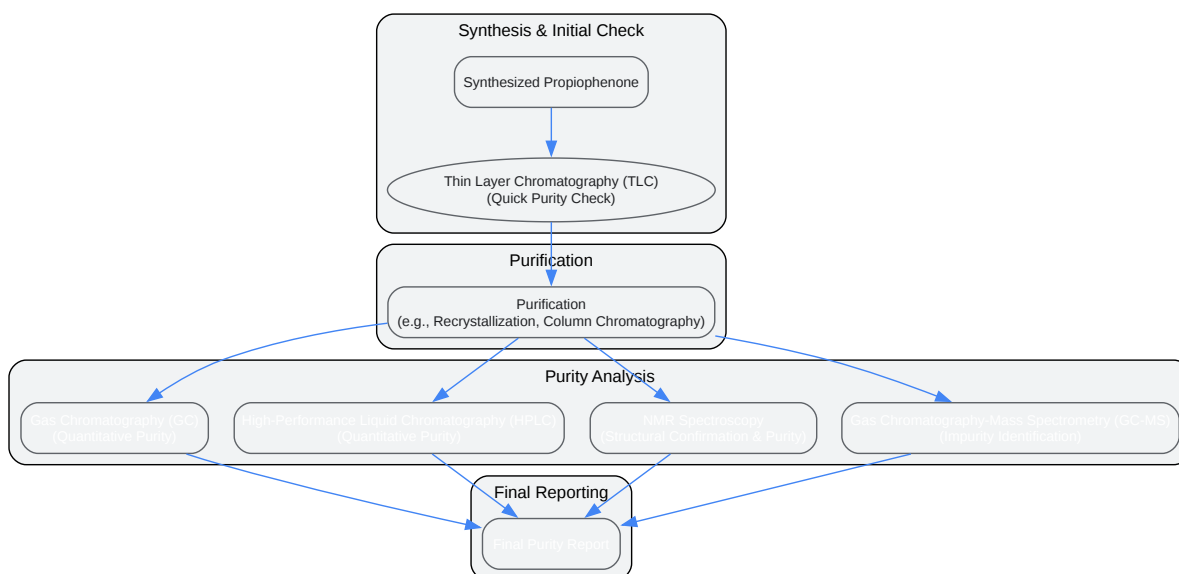 Synthesis & Initial Check
Synthesized Propiophenone
Thin Layer Chromatography (TLC)
(Quick Purity Check)
Purification
Purification
(e.g., Recrystallization, Column Chromatography)
Purity Analysis
Gas Chromatography (GC)
(Quantitative Purity)
High-Performance Liquid Chromatography (HPLC)
(Quantitative Purity)
NMR Spectroscopy
(Structural Confirmation & Purity)
Gas Chromatography-Mass Spectrometry (GC-MS)
(Impurity Identification)
Final Reporting
Final Purity Report